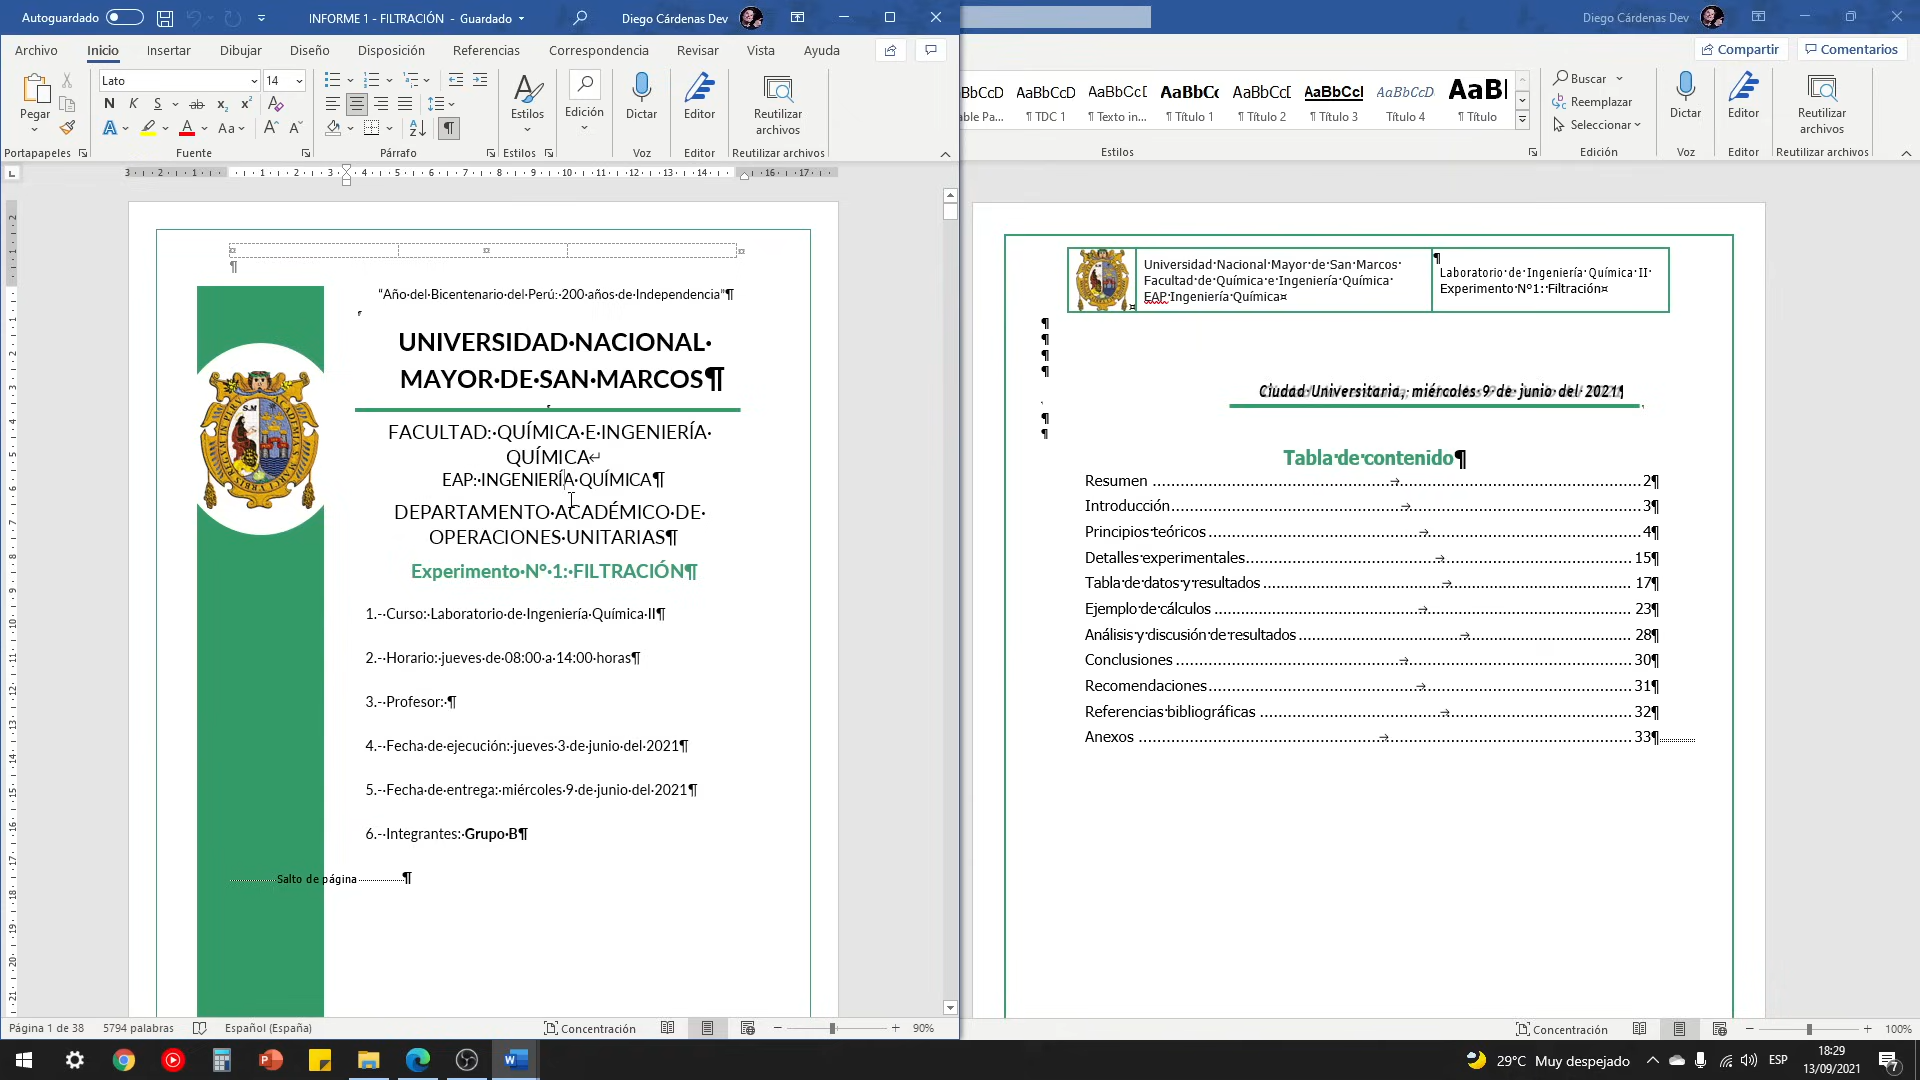 Autoguardado
INFORME 1 - FILTRACIÓN - Guardado
Diego Cárdenas Dev
Diego Cárdenas Dev
Archivo Inicio Insertar Dibujar Diseño Disposición Referencias Correspondencia Revisar Vista Ayuda
Compartir Comentarios
Lato 14
Pegar
N K S ab x₂ x²
A A Aa A A
Estilos
Edición
Dictar
Editor
Reutilizar archivos
Portapapeles Fuente Párrafo Estilos Voz Editor Reutilizar archivos
BbCcD AaBbCcD AaBbCcD AaBbCc AaBbCcD AaBbCcI AaBbCcD AaBl
able Pa... ¶ TDC 1 ¶ Texto in... ¶ Título 1 ¶ Título 2 ¶ Título 3 Título 4 ¶ Título
Buscar
Reemplazar
Seleccionar
Dictar
Editor
Reutilizar archivos
Estilos Edición Voz Editor Reutilizar archivos
“Año·del·Bicentenario·del·Perú:·200·años·de·Independencia”¶
UNIVERSIDAD·NACIONAL·
MAYOR·DE·SAN·MARCOS¶
FACULTAD:·QUÍMICA·E·INGENIERÍA·
QUÍMICA↵
EAP:·INGENIERÍA·QUÍMICA¶
DEPARTAMENTO·ACADÉMICO·DE·
OPERACIONES·UNITARIAS¶
Experimento·N°·1:·FILTRACIÓN¶
1.-·Curso:·Laboratorio·de·Ingeniería·Química·II¶
2.-·Horario:·jueves·de·08:00·a·14:00·horas¶
3.-·Profesor:·¶
4.-·Fecha·de·ejecución:·jueves·3·de·junio·del·2021¶
5.-·Fecha·de·entrega:·miércoles·9·de·junio·del·2021¶
6.-·Integrantes:·Grupo·B¶
Salto de página ¶
Universidad·Nacional·Mayor·de·San·Marcos·
Facultad·de·Química·e·Ingeniería·Química·
EAP·Ingeniería·Química¤
¶
Laboratorio·de·Ingeniería·Química·II·
Experimento·N°1:·Filtración¤
Ciudad·Universitaria,·miércoles·9·de·junio·del·2021¶
Tabla·de·contenido¶
Resumen → 2¶
Introducción → 3¶
Principios·teóricos → 4¶
Detalles·experimentales → 15¶
Tabla·de·datos·y·resultados → 17¶
Ejemplo·de·cálculos → 23¶
Análisis·y·discusión·de·resultados → 28¶
Conclusiones → 30¶
Recomendaciones → 31¶
Referencias·bibliográficas → 32¶
Anexos → 33¶
Página 1 de 38 5794 palabras Español (España) Concentración 90%
Concentración 100%
29°C Muy despejado ESP
18:29
13/09/2021
7